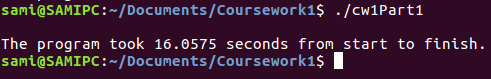 sami@SAMIPC:~/Documents/Coursework1$ ./cw1Part1
The program took 16.0575 seconds from start to finish.
sami@SAMIPC:~/Documents/Coursework1$